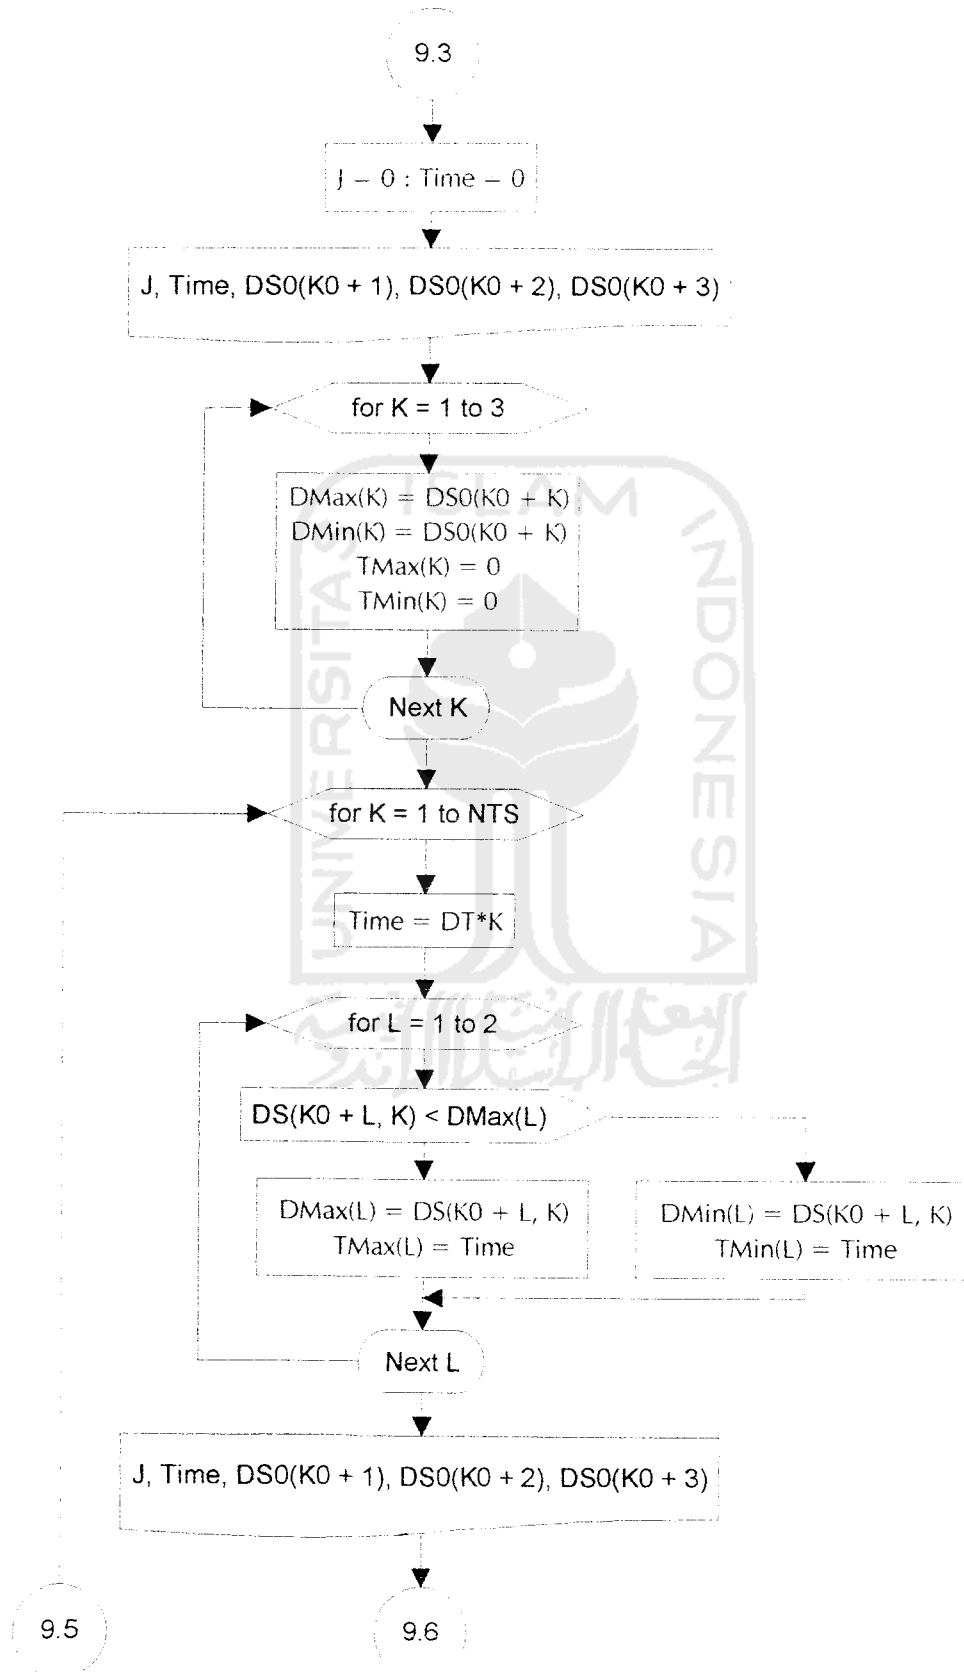 9.3
J = 0 : Time = 0
J, Time, DS0(K0 + 1), DS0(K0 + 2), DS0(K0 + 3)
for K = 1 to 3
DMax(K) = DS0(K0 + K)
DMin(K) = DS0(K0 + K)
TMax(K) = 0
TMin(K) = 0
Next K
for K = 1 to NTS
Time = DT*K
for L = 1 to 2
DS(K0 + L, K) < DMax(L)
DMax(L) = DS(K0 + L, K)
TMax(L) = Time
DMin(L) = DS(K0 + L, K)
TMin(L) = Time
Next L
J, Time, DS0(K0 + 1), DS0(K0 + 2), DS0(K0 + 3)
9.5
9.6
UNIVERSITAS
ISLAM
INDONESIA